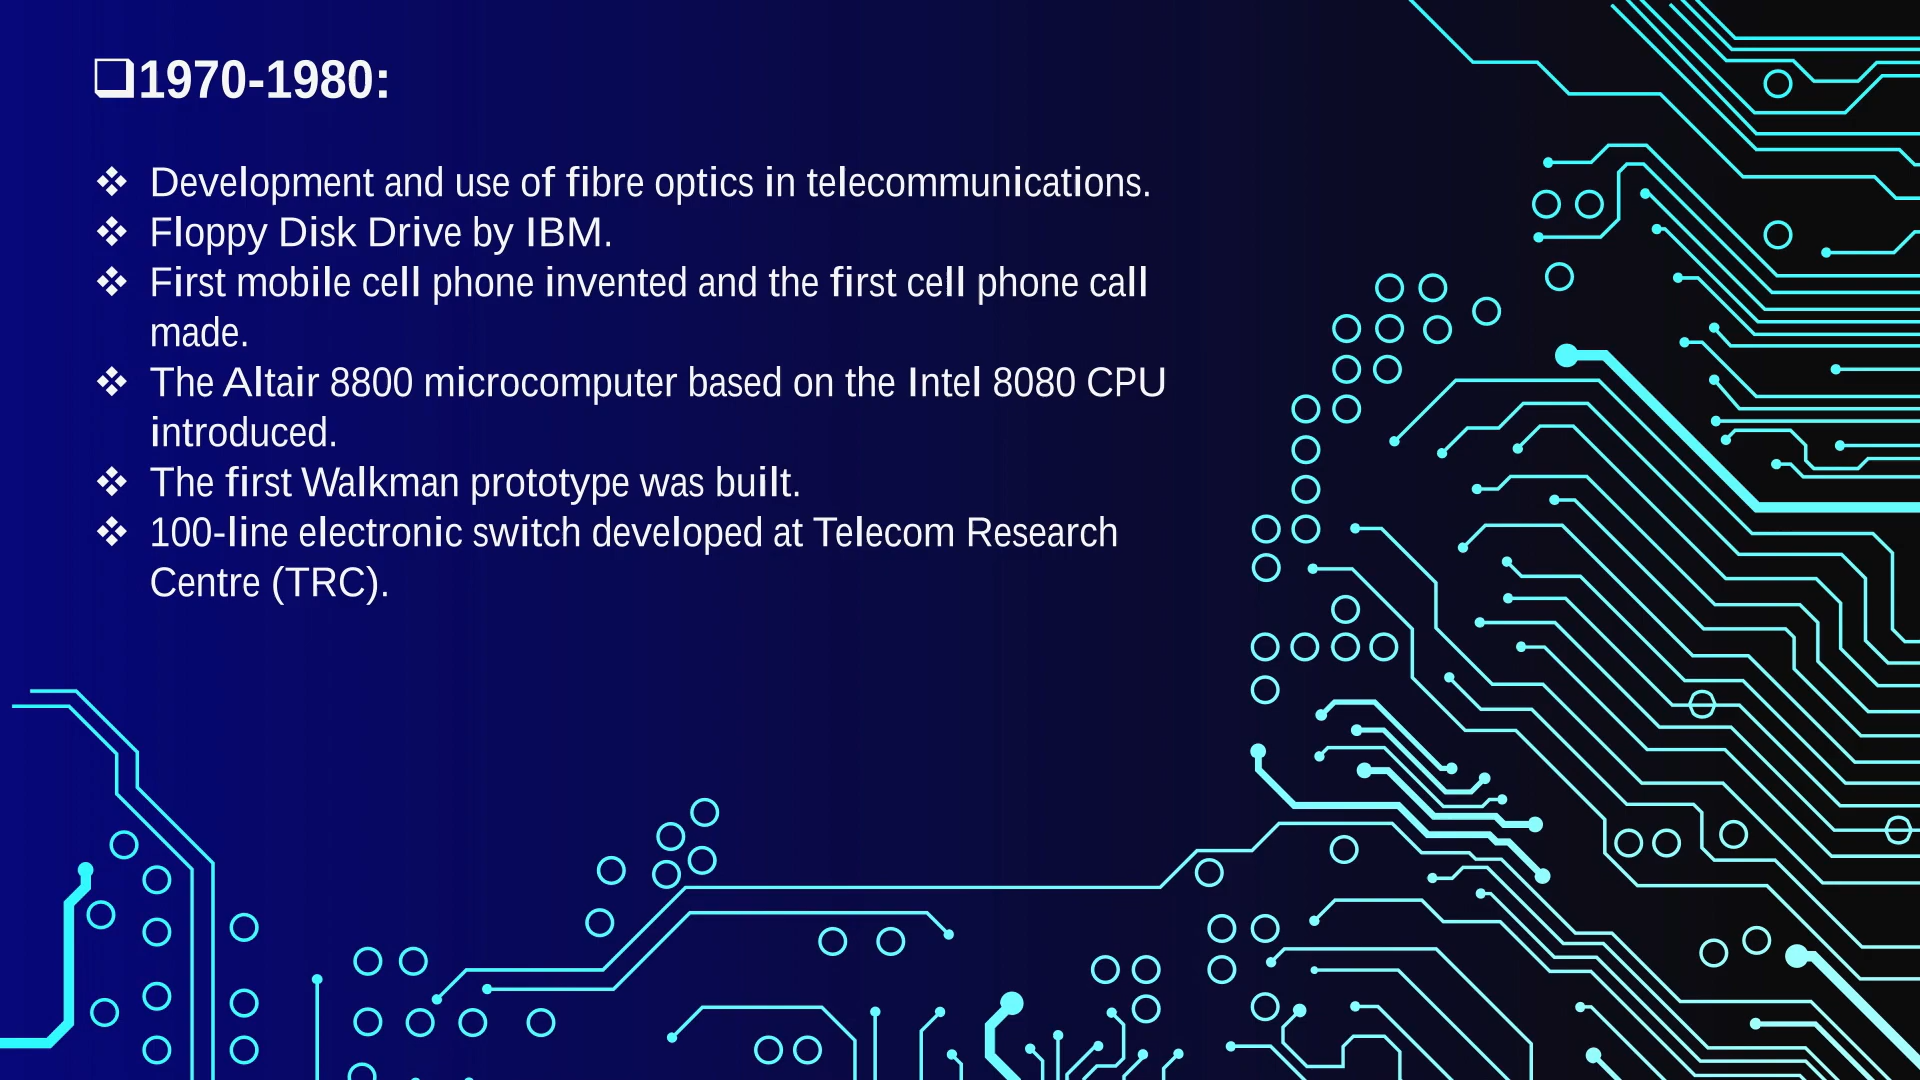 ❑1970-1980:
❖ Development and use of fibre optics in telecommunications.
❖ Floppy Disk Drive by IBM.
❖ First mobile cell phone invented and the first cell phone call
made.
❖ The Altair 8800 microcomputer based on the Intel 8080 CPU
introduced.
❖ The first Walkman prototype was built.
❖ 100-line electronic switch developed at Telecom Research
Centre (TRC).